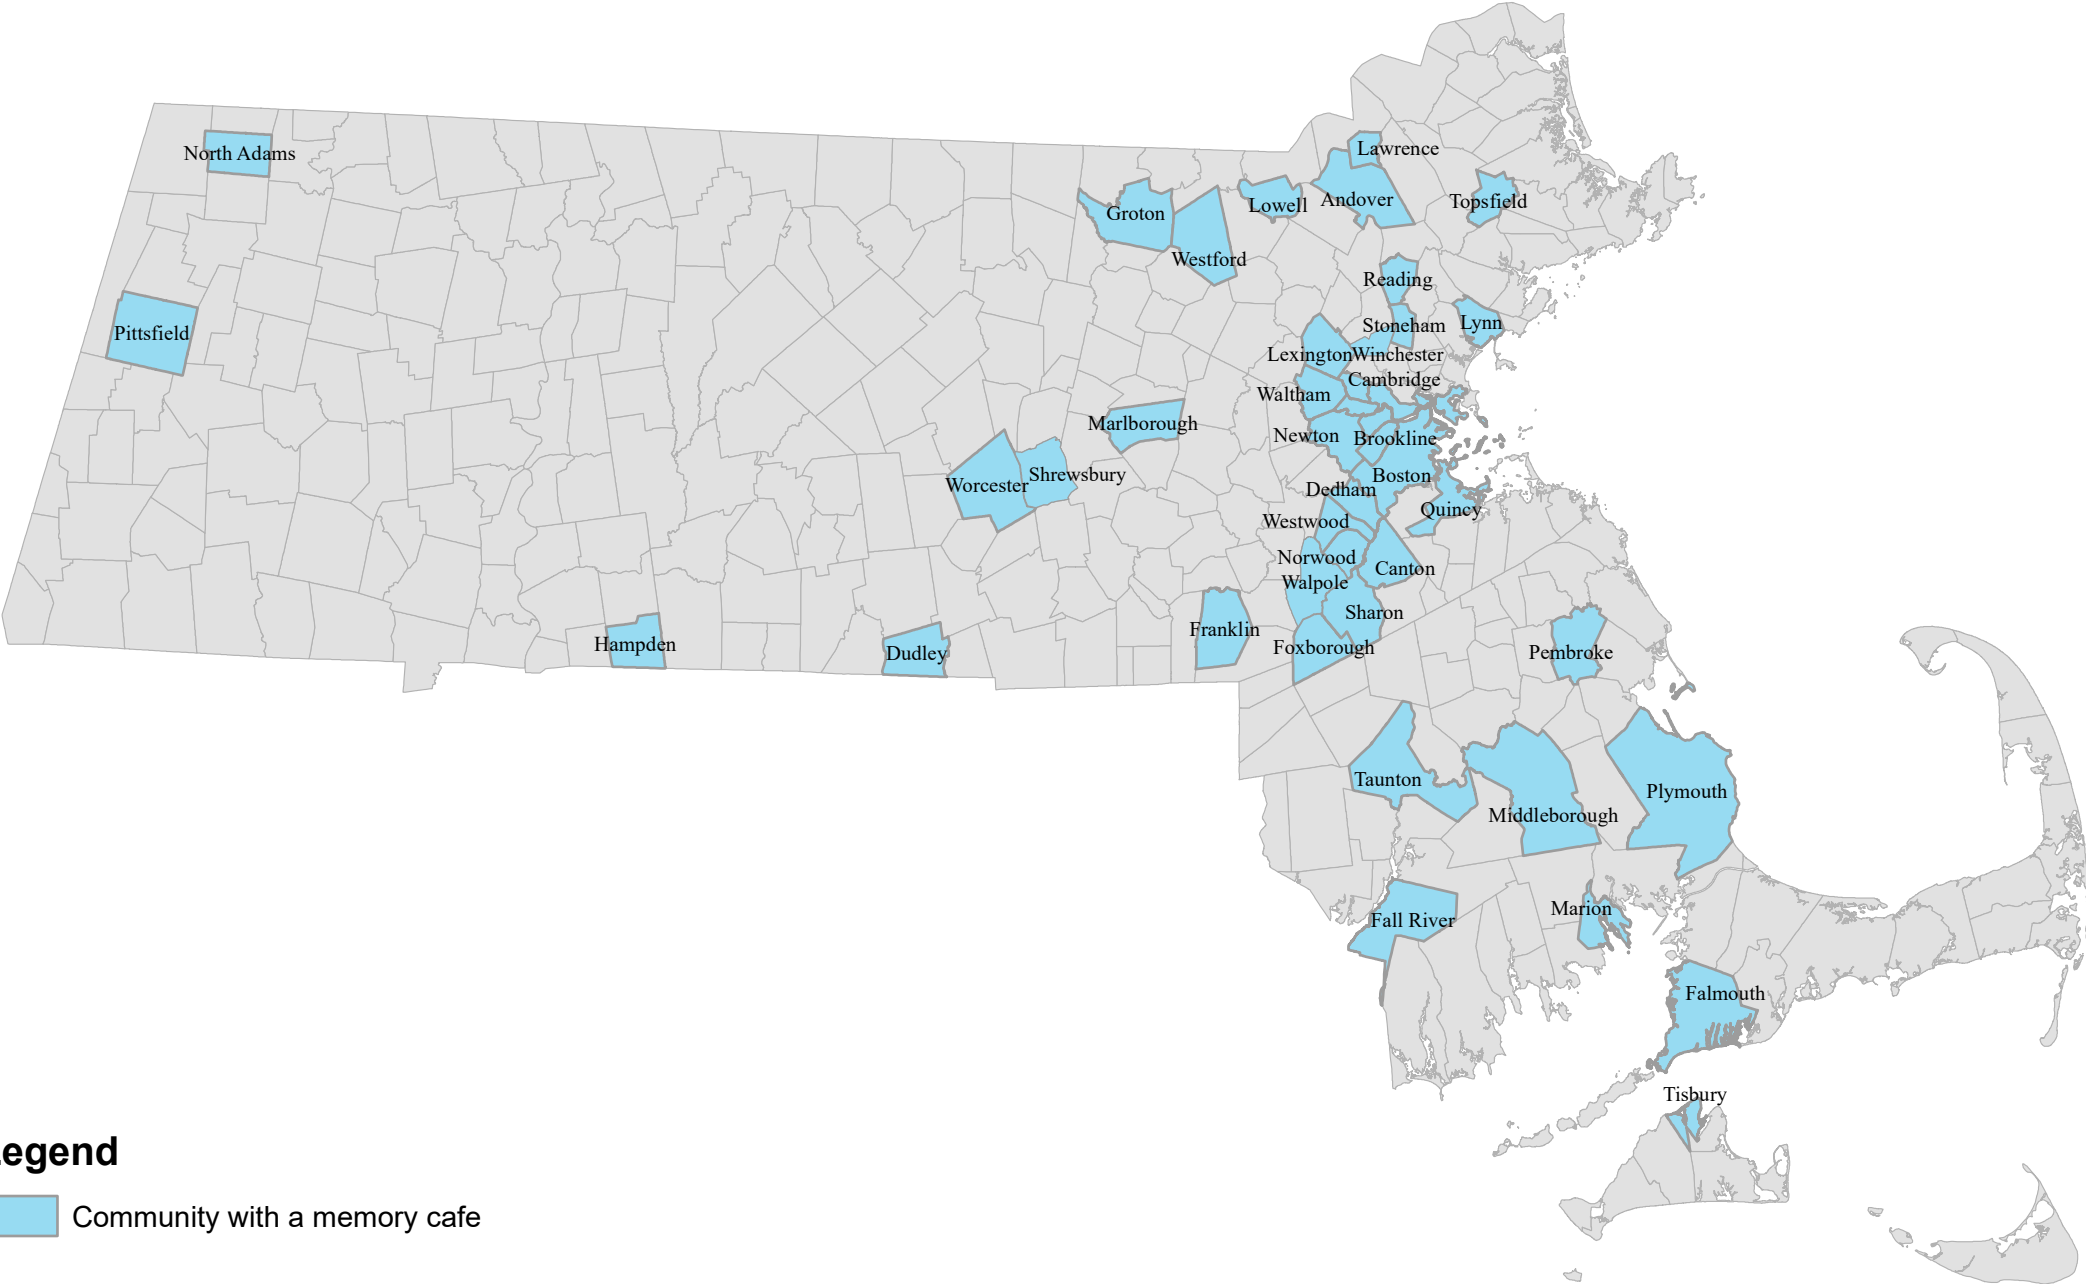 Lawrence
North Adams
Andover
Topsfield
Lowell
Groton
Westford
Reading
Pittsfield
Stoneham
Lynn
Lexington
Winchester
Cambridge
Waltham
Marlborough
Newton
Brookline
Shrewsbury
Boston
Worcester
Dedham
Quincy
Westwood
Norwood
Canton
Walpole
Sharon
Franklin
Hampden
Foxborough
Dudley
Pembroke
Taunton
Plymouth
Middleborough
Marion
Fall River
Falmouth
Tisbury
egend
Community with a memory cafe